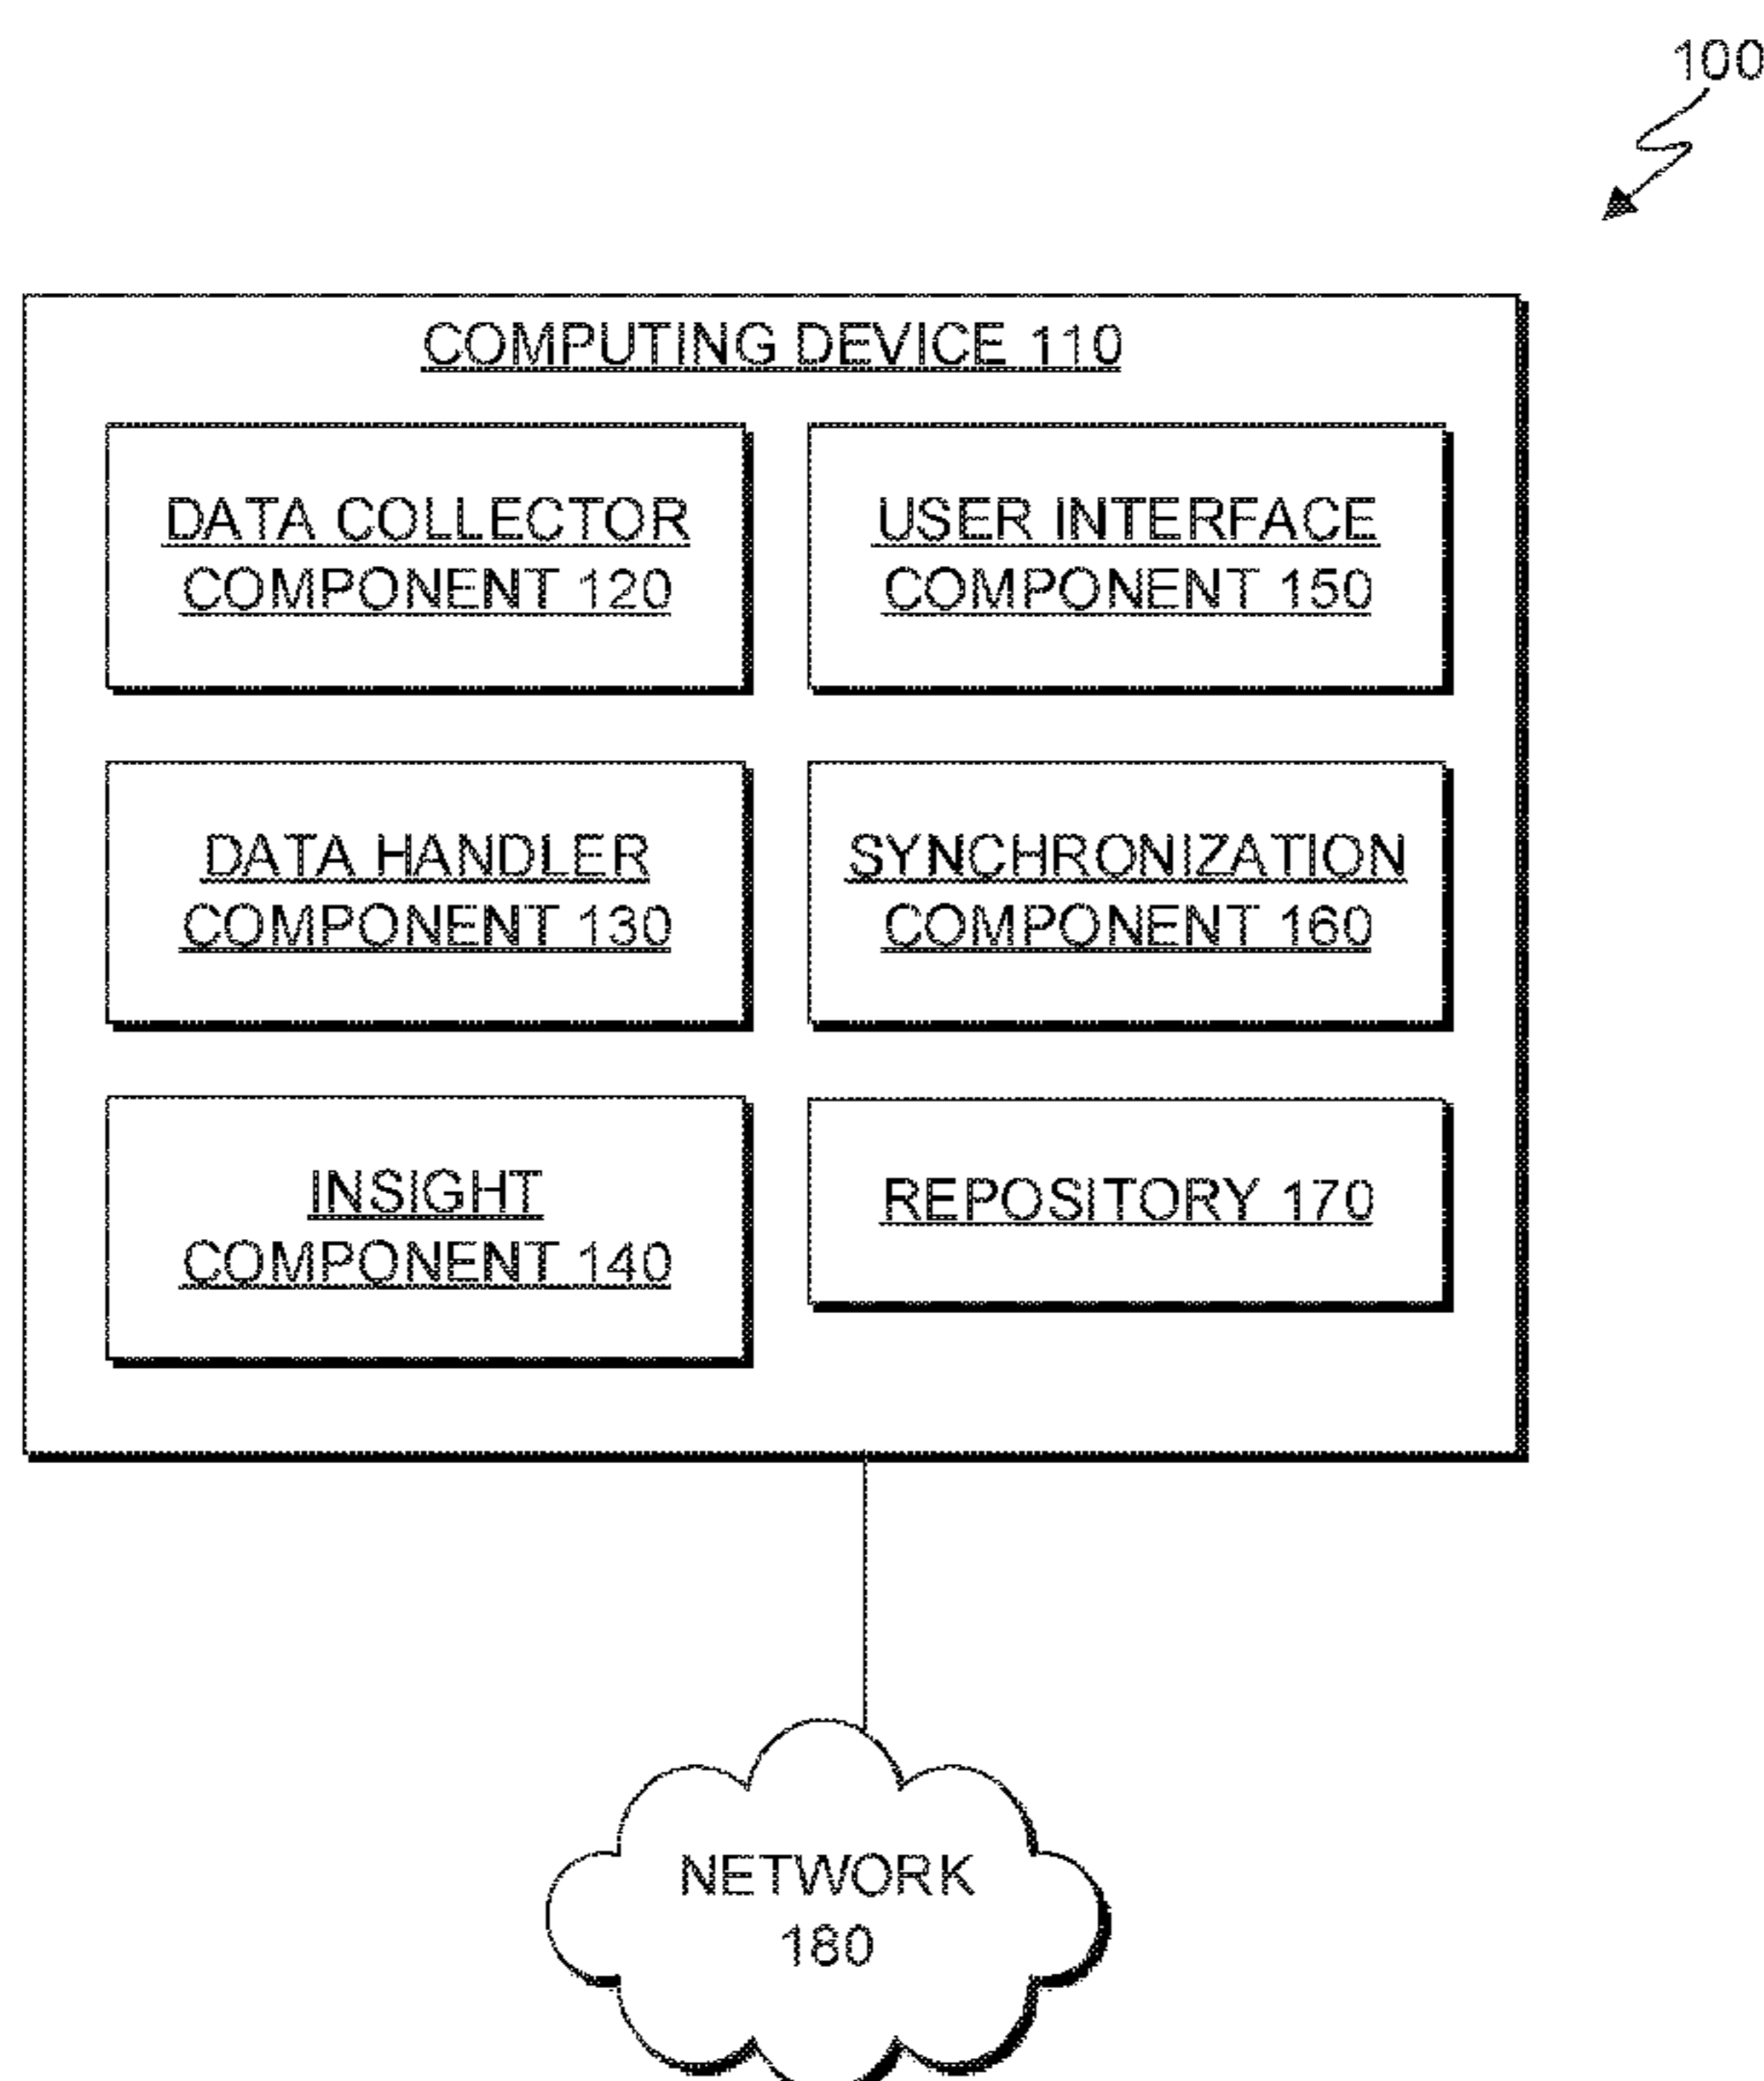 100
COMPUTING DEVICE 110
DATA COLLECTOR
COMPONENT 120
USER INTERFACE
COMPONENT 150
DATA HANDLER
COMPONENT 130
SYNCHRONIZATION
COMPONENT 160
INSIGHT
COMPONENT 140
REPOSITORY 170
NETWORK
180